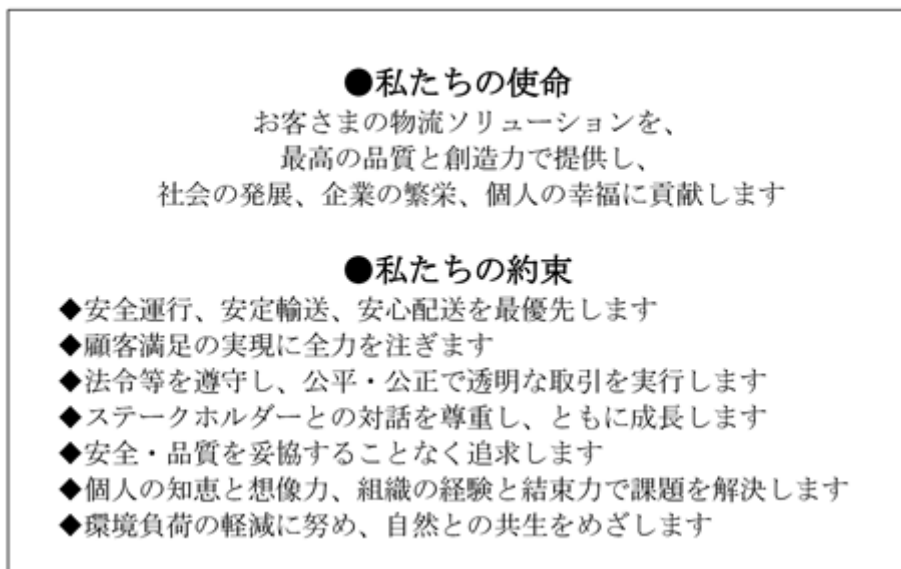 ●私たちの使命
お客さまの物流ソリューションを、
最高の品質と創造力で提供し、
社会の発展、企業の繁栄、個人の幸福に貢献します
●私たちの約束
◆安全運行、安定輸送、安心配送を最優先します
◆顧客満足の実現に全力を注ぎます
◆法令等を遵守し、公平・公正で透明な取引を実行します
◆ステークホルダーとの対話を尊重し、ともに成長します
◆安全・品質を妥協することなく追求します
◆個人の知恵と想像力、組織の経験と結束力で課題を解決します
◆環境負荷の軽減に努め、自然との共生をめざします